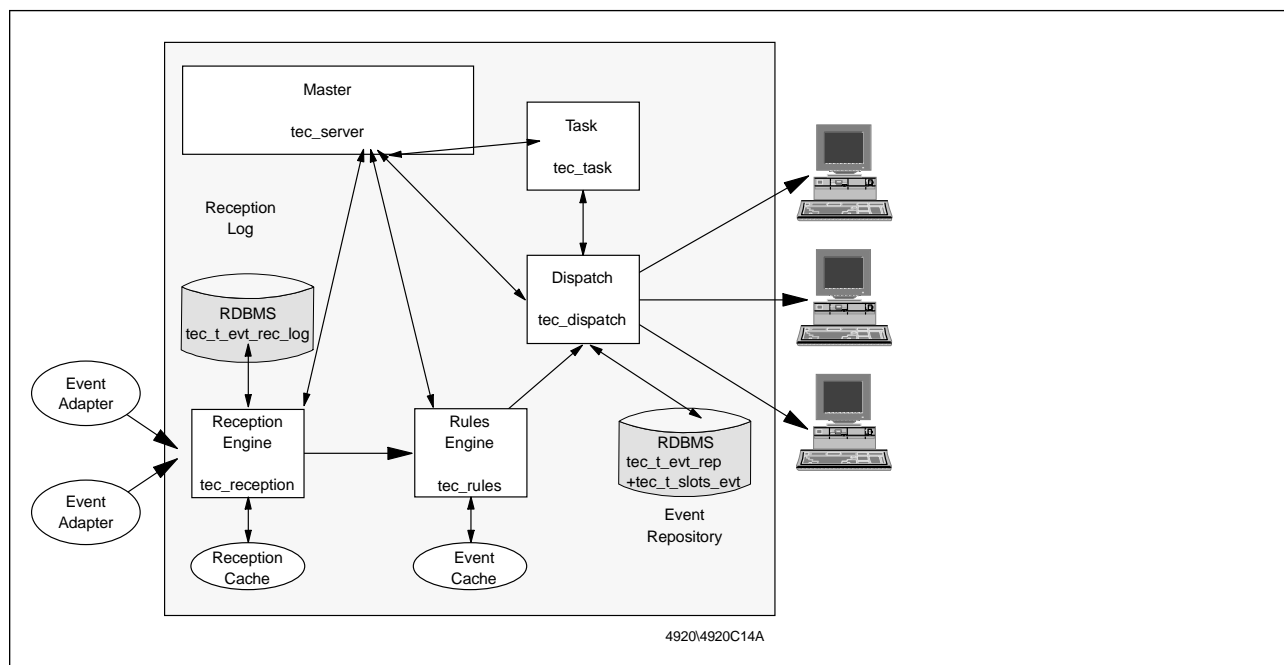 Master
tec_server
Task
tec_task
Reception
Log
Dispatch
tec_dispatch
RDBMS
tec_t_evt_rec_log
Event
Adapter
Reception
Engine
tec_reception
Rules
Engine
tec_rules
RDBMS
tec_t_evt_rep
+tec_t_slots_evt
Event
Repository
Event
Adapter
Reception
Cache
Event
Cache
4920\4920C14A